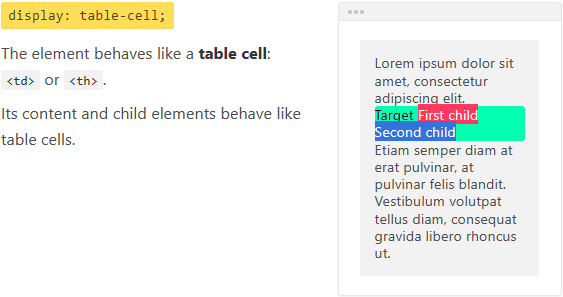 display: table-cell;
The element behaves like a table cell:
<td> or <th>.
Its content and child elements behave like
table cells.
Lorem ipsum dolor sit
amet, consectetur
adipiscing elit.
Target First child
Second child
Etiam semper diam at
erat pulvinar, at
pulvinar felis blandit.
Vestibulum volutpat
tellus diam, consequat
gravida libero rhoncus
ut.